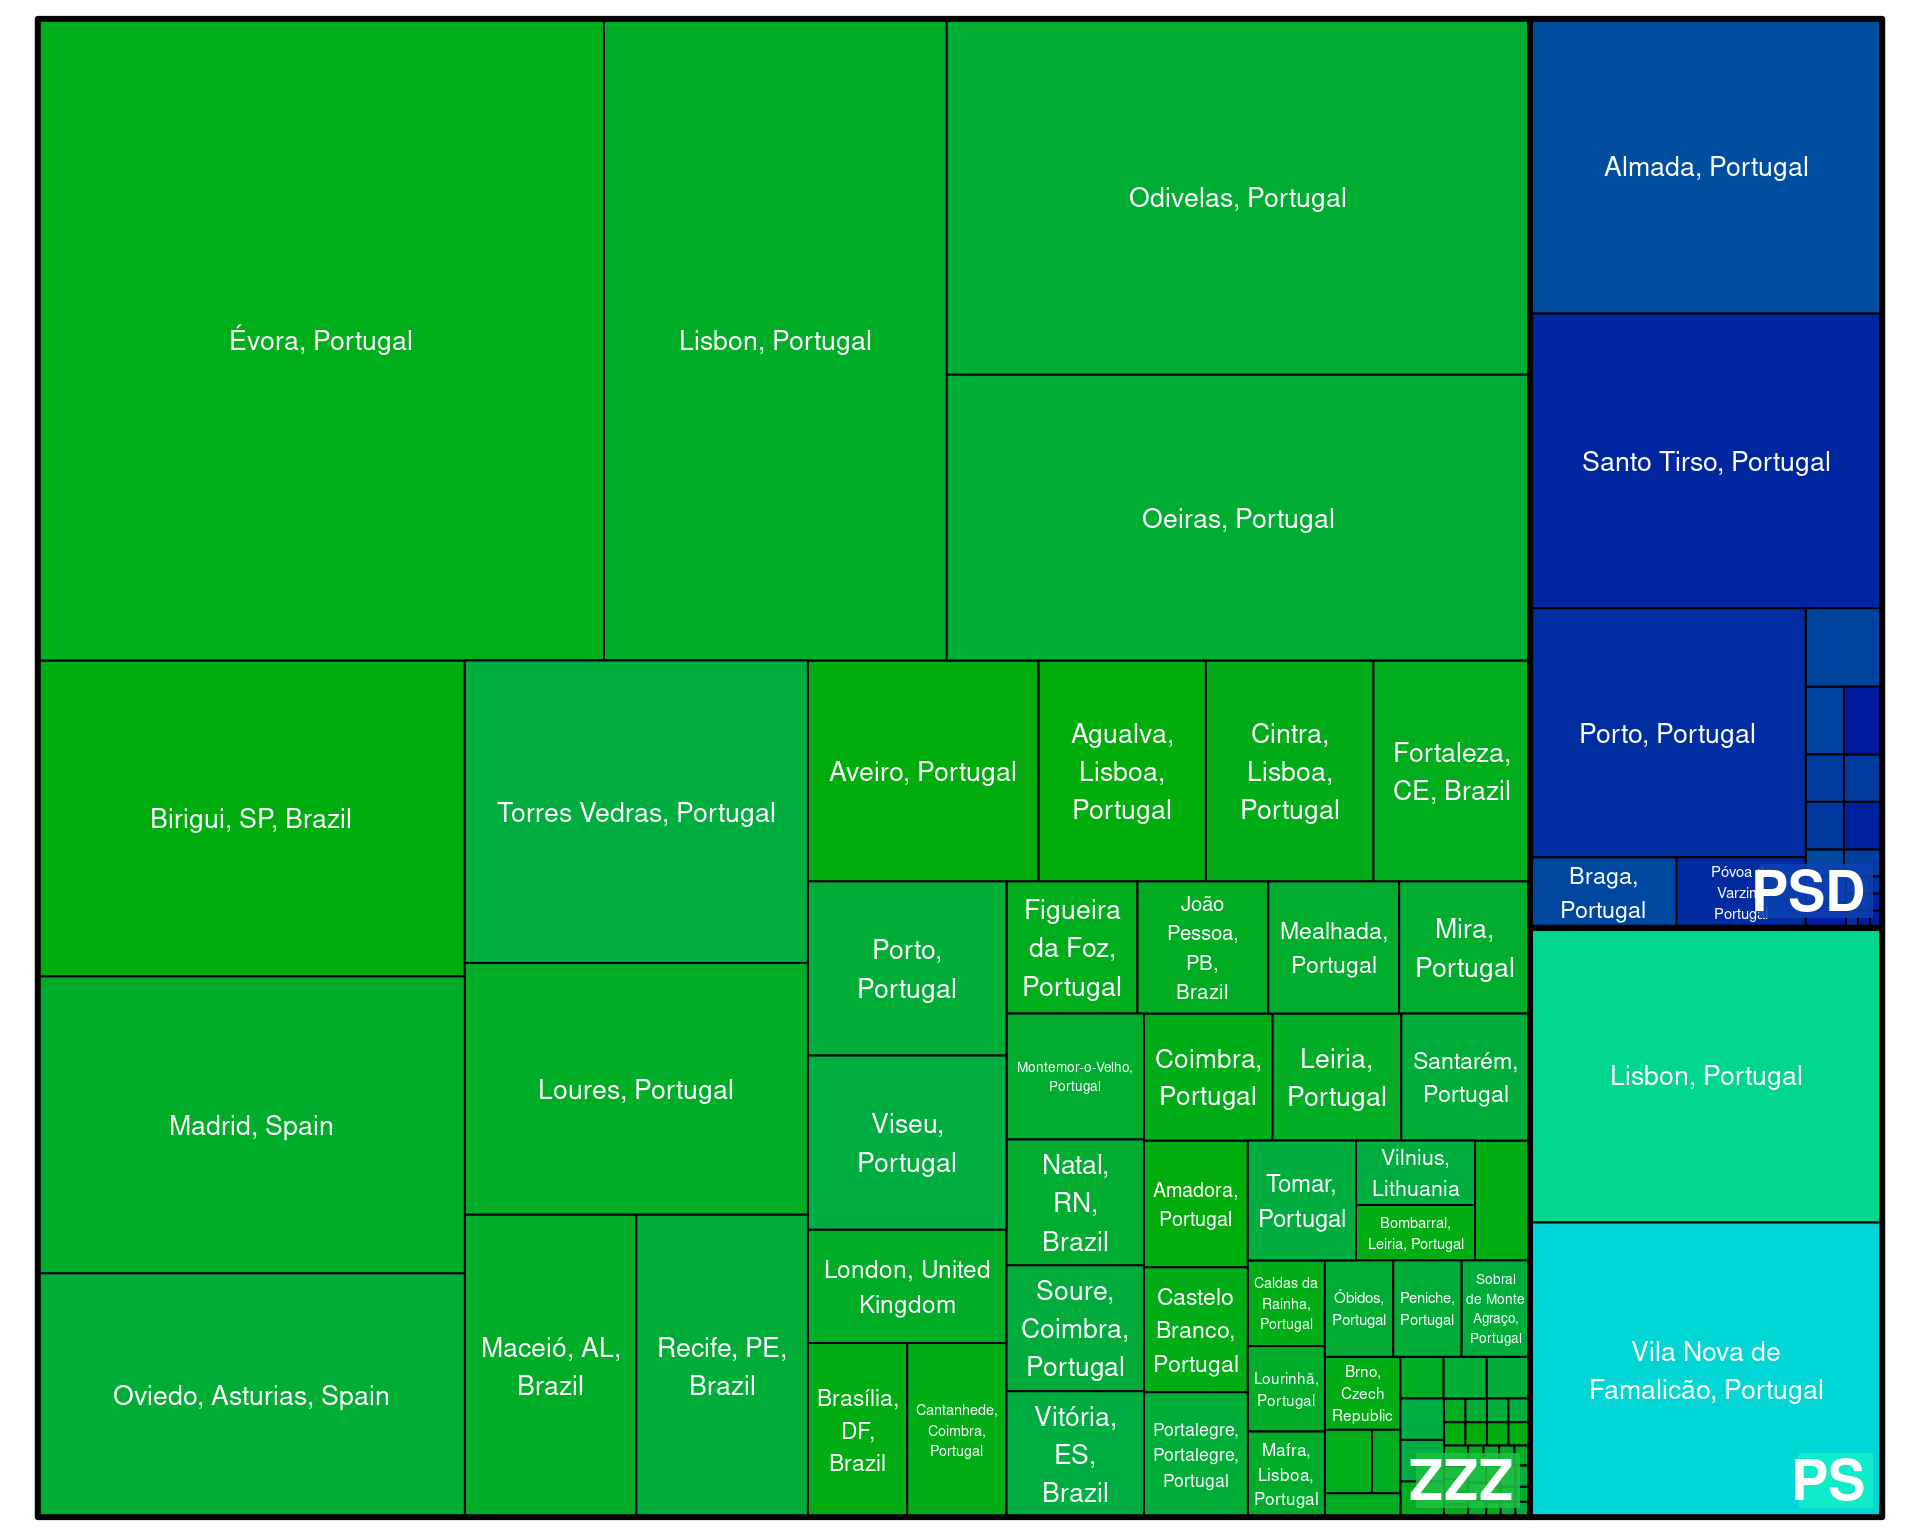 Évora, Portugal
Lisbon, Portugal
Odivelas, Portugal
Oeiras, Portugal
Birigui, SP, Brazil
Madrid, Spain
Oviedo, Asturias, Spain
Torres Vedras, Portugal
Loures, Portugal
Maceió, AL,
Brazil
Recife, PE,
Brazil
Aveiro, Portugal
Agualva,
Lisboa,
Portugal
Cintra,
Lisboa,
Portugal
Fortaleza,
CE, Brazil
Porto,
Portugal
Viseu,
Portugal
London, United
Kingdom
Brasília,
DF,
Brazil
Cantanhede,
Coimbra,
Portugal
Figueira
da Foz,
Portugal
João
Pessoa,
PB,
Brazil
Mealhada,
Portugal
Mira,
Portugal
Montemor-o-Velho,
Portugal
Coimbra,
Portugal
Leiria,
Portugal
Santarém,
Portugal
Natal,
RN,
Brazil
Soure,
Coimbra,
Portugal
Vitória,
ES,
Brazil
Amadora,
Portugal
Castelo
Branco,
Portugal
Portalegre,
Portalegre,
Portugal
Tomar,
Portugal
Vilnius,
Lithuania
Bombarral,
Leiria, Portugal
Caldas da
Rainha,
Portugal
Lourinhã,
Portugal
Mafra,
Lisboa,
Portugal
Óbidos,
Portugal
Peniche,
Portugal
Sobral
de Monte
Agraço,
Portugal
Brno,
Czech
Republic
ZZZ
Almada, Portugal
Santo Tirso, Portugal
Porto, Portugal
Braga,
Portugal
Póvoa
Varzim
Portugal
PSD
Lisbon, Portugal
Vila Nova de
Famalicão, Portugal
PS